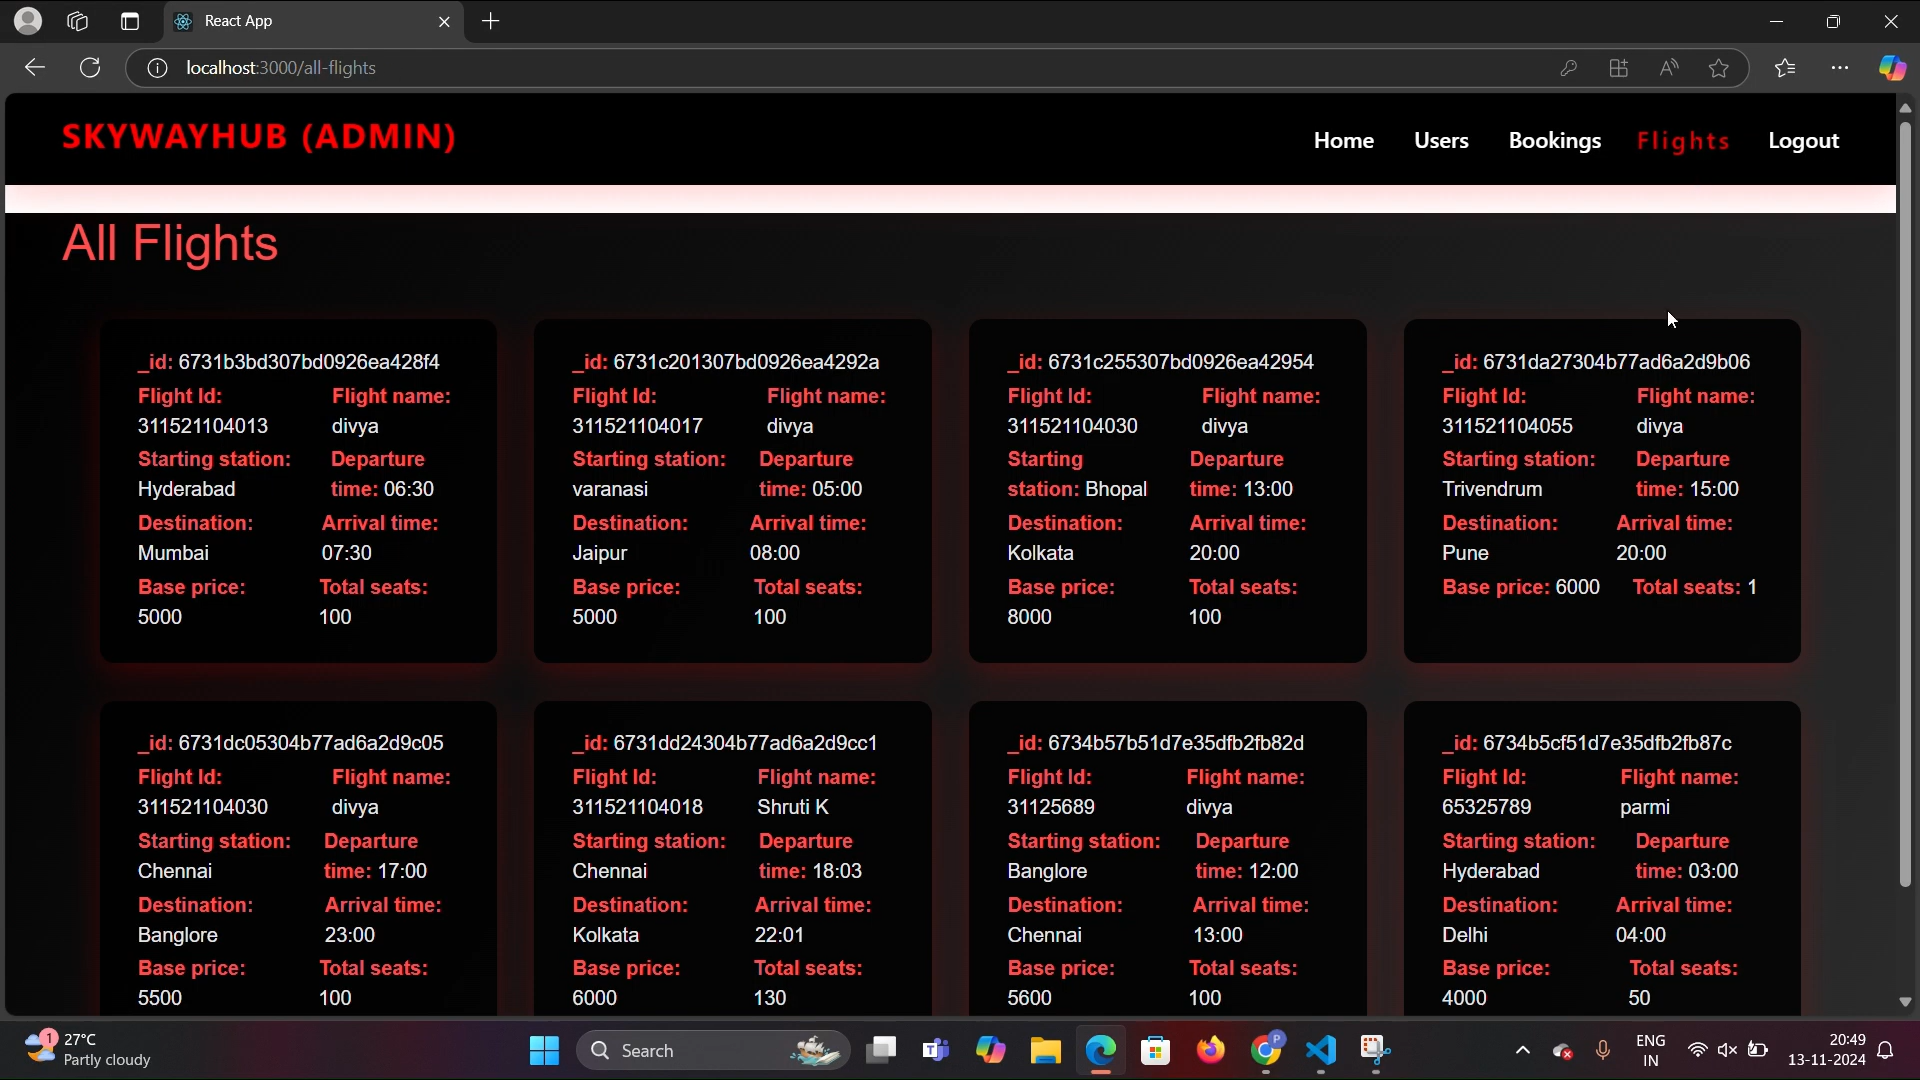 React App
localhost:3000/all-flights
SKYWAYHUB (ADMIN)
Home Users Bookings Flights Logout
All Flights
_id: 6731b3bd307bd0926ea428f4
Flight Id: Flight name:
311521104013 divya
Starting station: Departure
Hyderabad time: 06:30
Destination: Arrival time:
Mumbai 07:30
Base price: Total seats:
5000 100
_id: 6731c201307bd0926ea4292a
Flight Id: Flight name:
311521104017 divya
Starting station: Departure
varanasi time: 05:00
Destination: Arrival time:
Jaipur 08:00
Base price: Total seats:
5000 100
_id: 6731c255307bd0926ea42954
Flight Id: Flight name:
311521104030 divya
Starting Departure
station: Bhopal time: 13:00
Destination: Arrival time:
Kolkata 20:00
Base price: Total seats:
8000 100
_id: 6731da27304b77ad6a2d9b06
Flight Id: Flight name:
311521104055 divya
Starting station: Departure
Trivendrum time: 15:00
Destination: Arrival time:
Pune 20:00
Base price: 6000 Total seats: 1
_id: 6731dc05304b77ad6a2d9c05
Flight Id: Flight name:
311521104030 divya
Starting station: Departure
Chennai time: 17:00
Destination: Arrival time:
Banglore 23:00
Base price: Total seats:
5500 100
_id: 6731dd24304b77ad6a2d9cc1
Flight Id: Flight name:
311521104018 Shruti K
Starting station: Departure
Chennai time: 18:03
Destination: Arrival time:
Kolkata 22:01
Base price: Total seats:
6000 130
_id: 6734b57b51d7e35dfb2fb82d
Flight Id: Flight name:
31125689 divya
Starting station: Departure
Banglore time: 12:00
Destination: Arrival time:
Chennai 13:00
Base price: Total seats:
5600 100
_id: 6734b5cf51d7e35dfb2fb87c
Flight Id: Flight name:
65325789 parmi
Starting station: Departure
Hyderabad time: 03:00
Destination: Arrival time:
Delhi 04:00
Base price: Total seats:
4000 50
1
27°C
Partly cloudy
Search
P
ENG
IN
20:49
13-11-2024